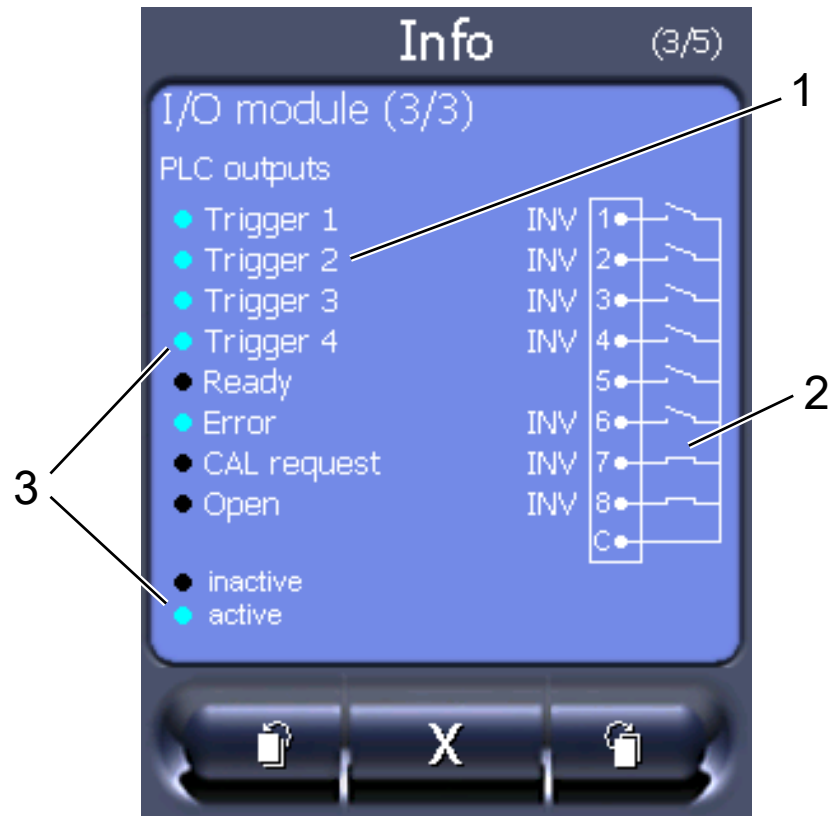 Info (3/5)
1
I/O module (3/3)
PLC outputs
Trigger 1 INV 1
Trigger 2 INV 2
Trigger 3 INV 3
Trigger 4 INV 4
Ready 5
2
Error INV 6
CAL request INV 7
3
Open INV 8
C
inactive
active
X